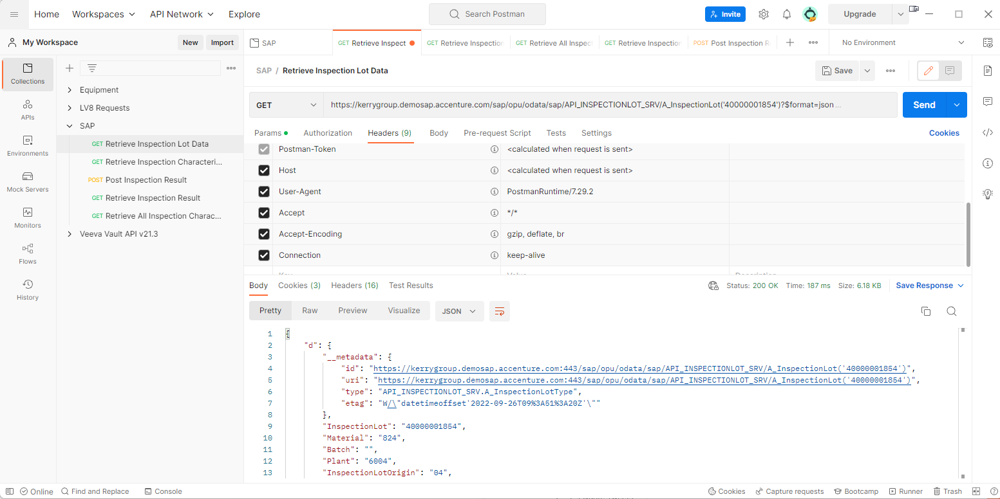 Home Workspaces API Network Explore Search Postman Invite Upgrade
My Workspace New Import
SAP GET Retrieve Inspect GET Retrieve Inspection GET Retrieve All Inspect GET Retrieve Inspection POST Post Inspection R No Environment
Collections
APIs
Environments
Mock Servers
Monitors
Flows
History
Equipment
LV8 Requests
SAP
GET Retrieve Inspection Lot Data
GET Retrieve Inspection Characteri...
POST Post Inspection Result
GET Retrieve Inspection Result
GET Retrieve All Inspection Charac...
Veeva Vault API v21.3
SAP / Retrieve Inspection Lot Data Save
GET https://kerrygroup.demosap.accenture.com/sap/opu/odata/sap/API_INSPECTIONLOT_SRV/A_InspectionLot('40000001854')?$format=json ... Send
Params Authorization Headers (9) Body Pre-request Script Tests Settings Cookies
Postman-Token <calculated when request is sent>
Host <calculated when request is sent>
User-Agent PostmanRuntime/7.29.2
Accept */*
Accept-Encoding gzip, deflate, br
Connection keep-alive
Key Value Description
Body Cookies (3) Headers (16) Test Results Status: 200 OK Time: 187 ms Size: 6.18 KB Save Response
Pretty Raw Preview Visualize JSON
1 {
2 "d": {
3 "__metadata": {
4 "id": "https://kerrygroup.demosap.accenture.com:443/sap/opu/odata/sap/API_INSPECTIONLOT_SRV/A_InspectionLot('40000001854')",
5 "uri": "https://kerrygroup.demosap.accenture.com:443/sap/opu/odata/sap/API_INSPECTIONLOT_SRV/A_InspectionLot('40000001854')",
6 "type": "API_INSPECTIONLOT_SRV.A_InspectionLotType",
7 "etag": "W/\"datetimeoffset'2022-09-26T09%3A51%3A20Z'\""
8 },
9 "InspectionLot": "40000001854",
10 "Material": "824",
11 "Batch": "",
12 "Plant": "6004",
13 "InspectionLotOrigin": "04",
Online Find and Replace Console Cookies Capture requests Bootcamp Runner Trash